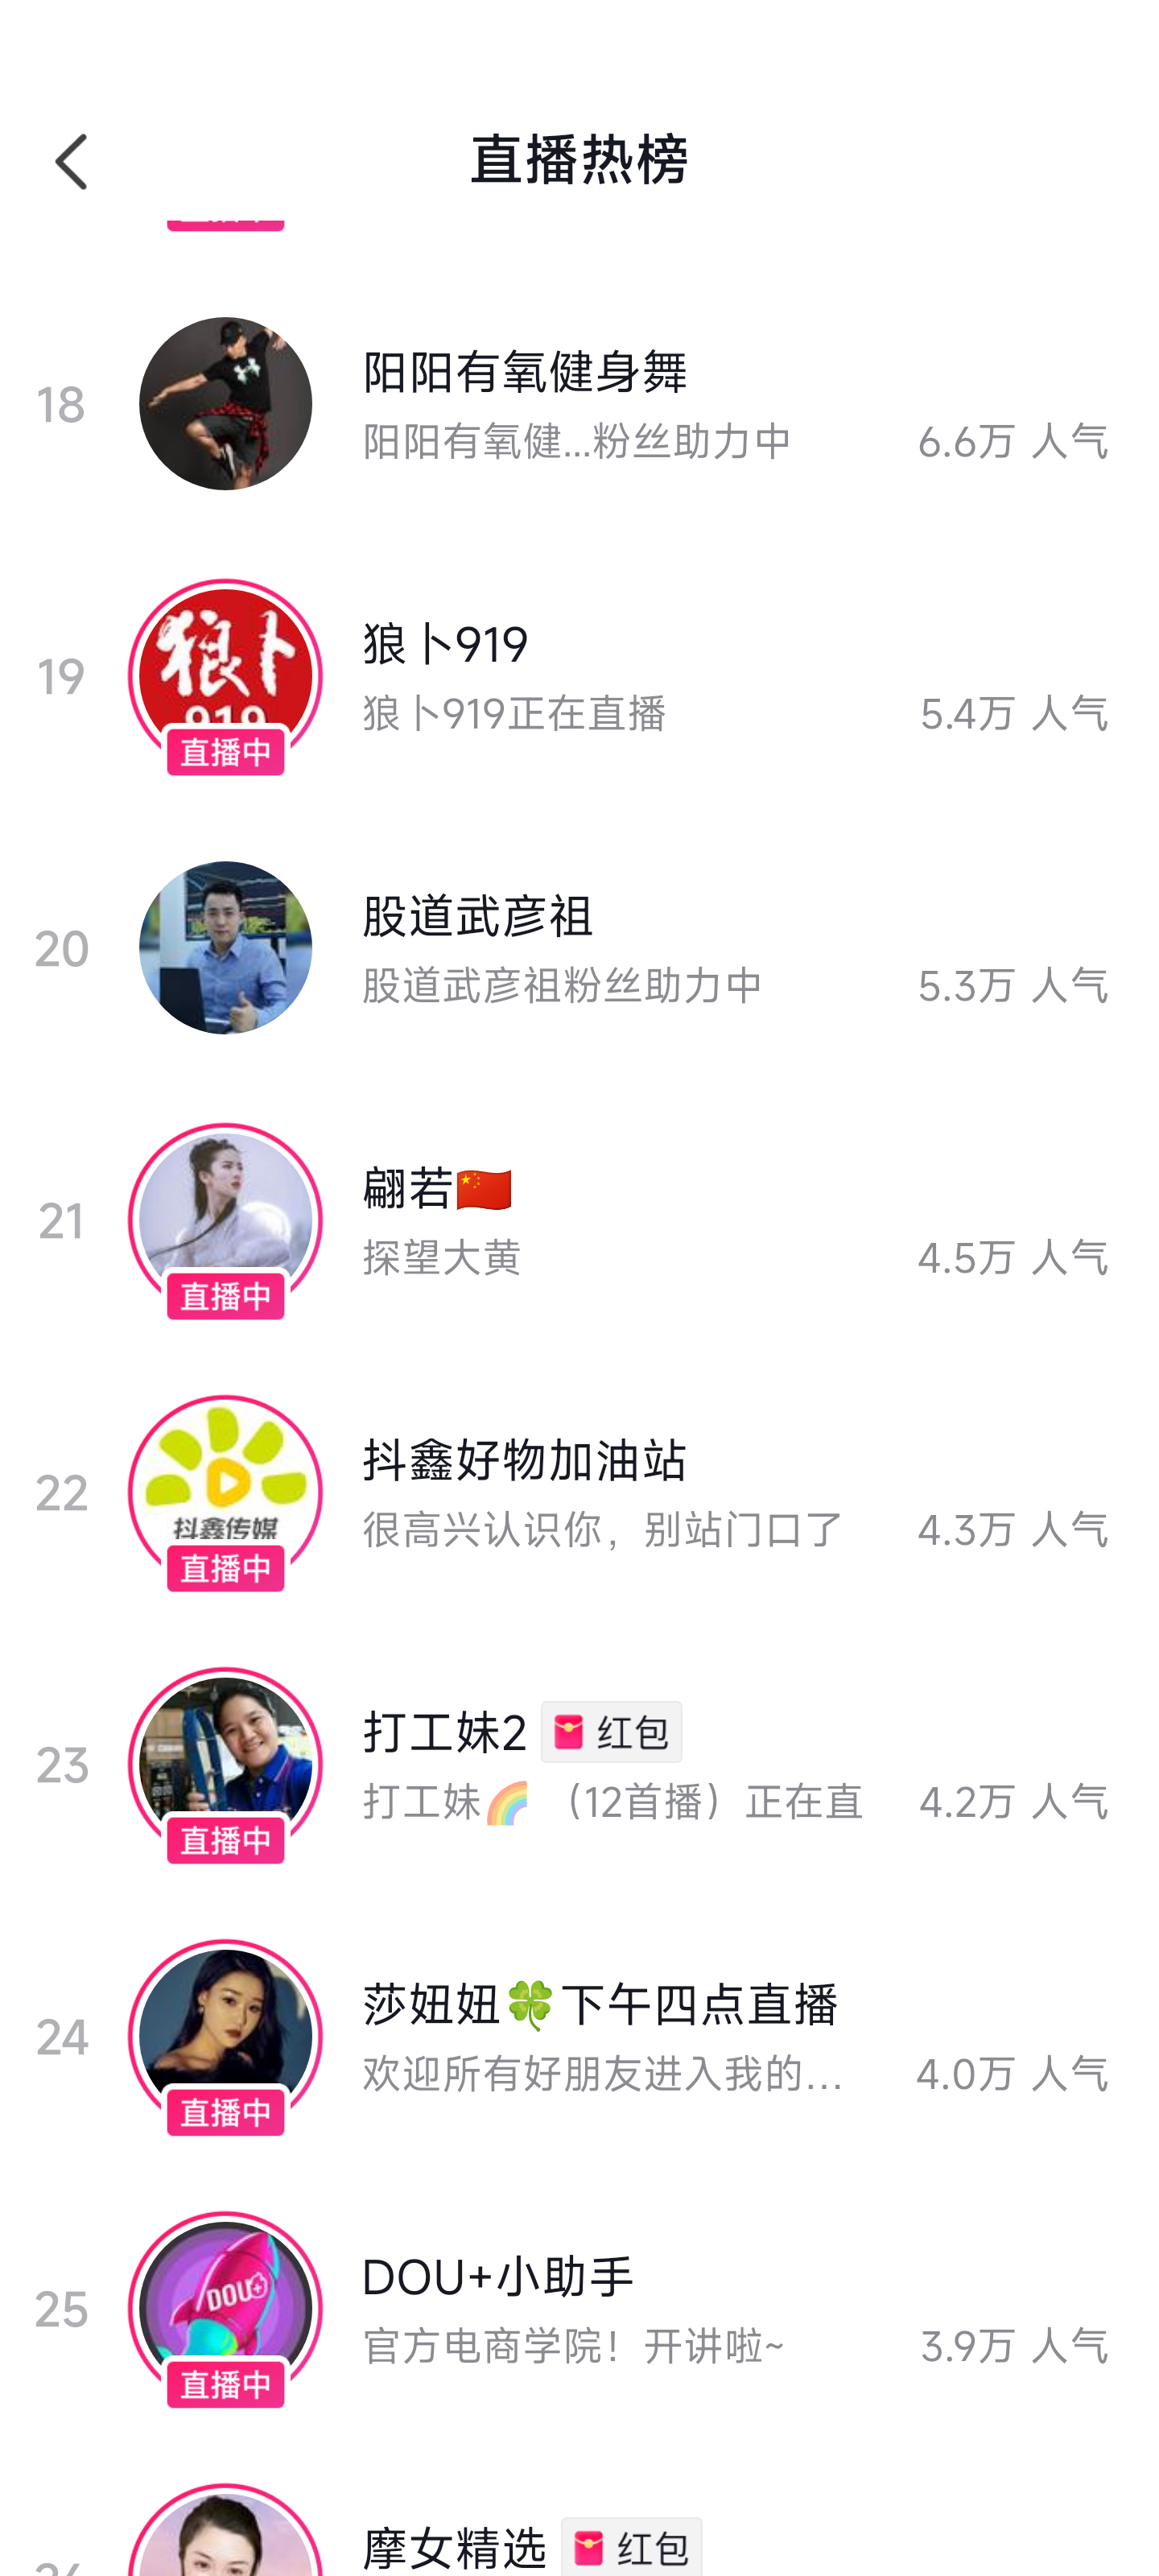 直播热榜
18
阳阳有氧健身舞
阳阳有氧健...粉丝助力中
6.6万 人气
19
狼卜
919
直播中
狼卜919
狼卜919正在直播
5.4万 人气
20
股道武彦祖
股道武彦祖粉丝助力中
5.3万 人气
21
直播中
翩若🇨🇳
探望大黄
4.5万 人气
22
抖鑫传媒
直播中
抖鑫好物加油站
很高兴认识你，别站门口了
4.3万 人气
23
直播中
打工妹2 红包
打工妹🌈（12首播）正在直
4.2万 人气
24
直播中
莎妞妞🍀下午四点直播
欢迎所有好朋友进入我的...
4.0万 人气
25
DOU+
直播中
DOU+小助手
官方电商学院！开讲啦~
3.9万 人气
摩女精选 红包